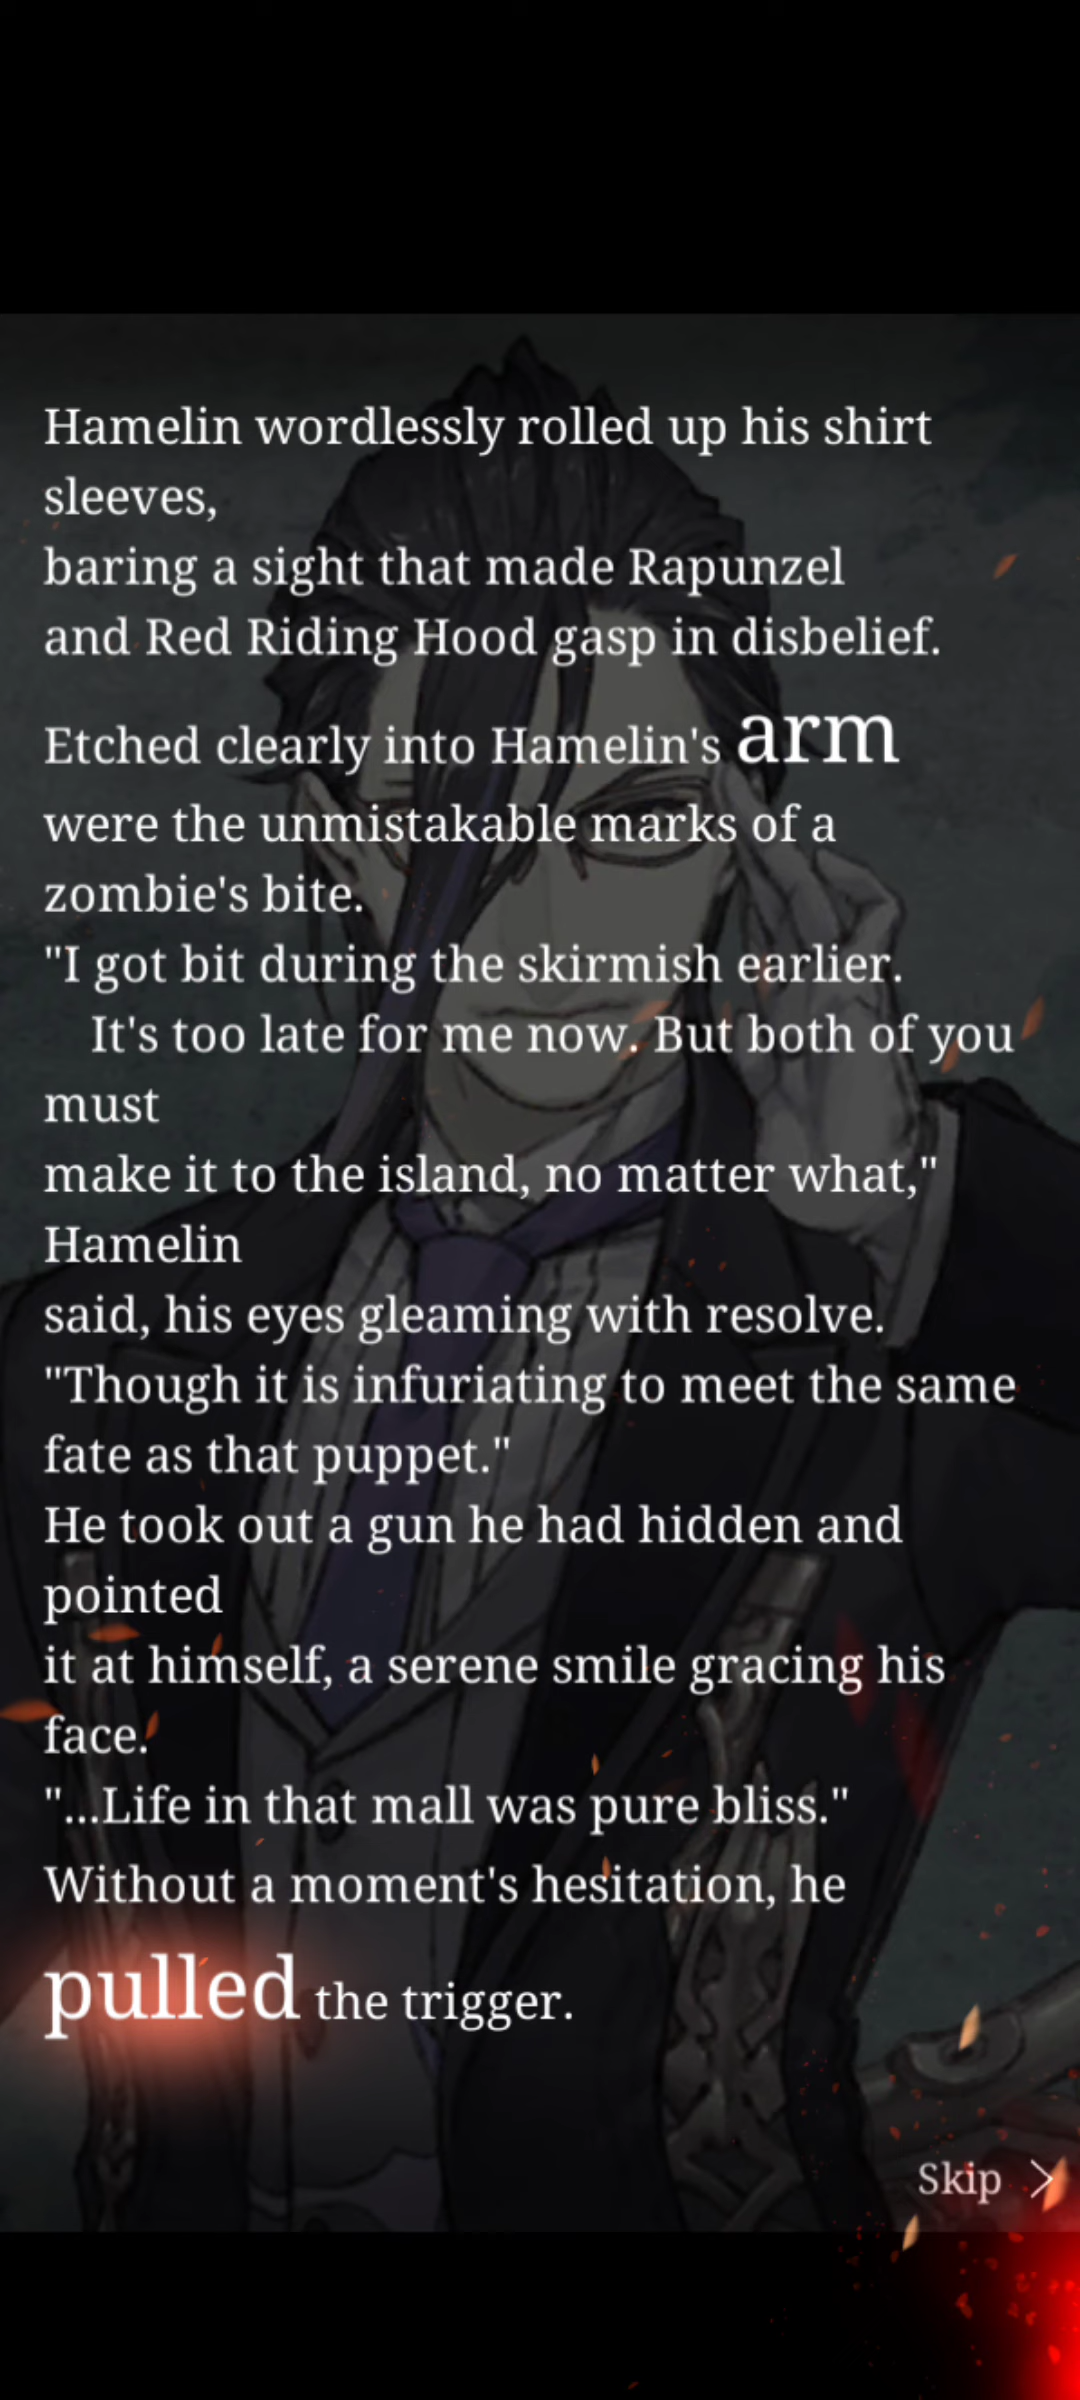 Hamelin wordlessly rolled up his shirt
sleeves,
baring a sight that made Rapunzel
and Red Riding Hood gasp in disbelief.
Etched clearly into Hamelin's arm
were the unmistakable marks of a
zombie's bite.
"I got bit during the skirmish earlier.
It's too late for me now. But both of you
must
make it to the island, no matter what,"
Hamelin
said, his eyes gleaming with resolve.
"Though it is infuriating to meet the same
fate as that puppet."
He took out a gun he had hidden and
pointed
it at himself, a serene smile gracing his
face.
"...Life in that mall was pure bliss."
Without a moment's hesitation, he
pulled the trigger.
Skip >